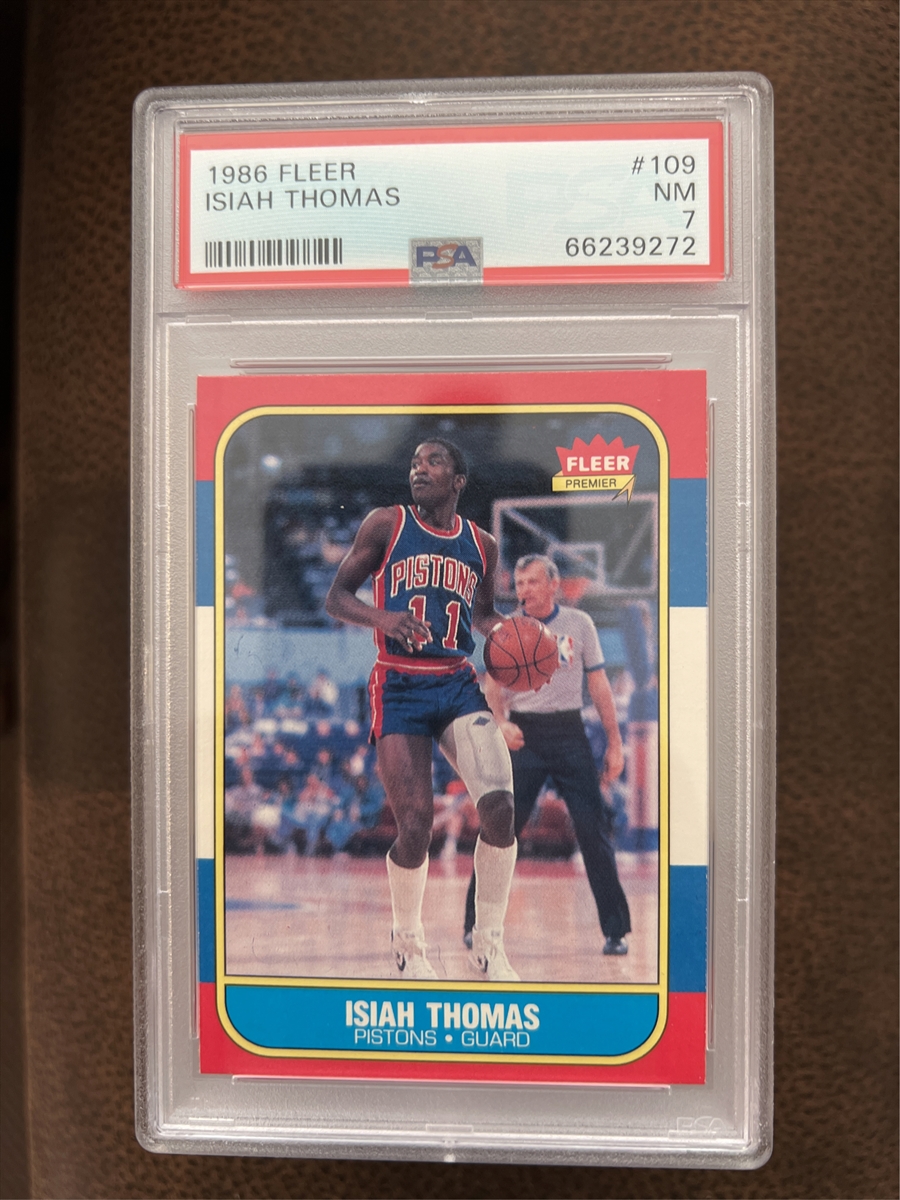 1986 FLEER #109
ISIAH THOMAS NM
7
66239272
PSA
FLEER
PREMIER
PISTONS
11
ISIAH THOMAS
PISTONS • GUARD